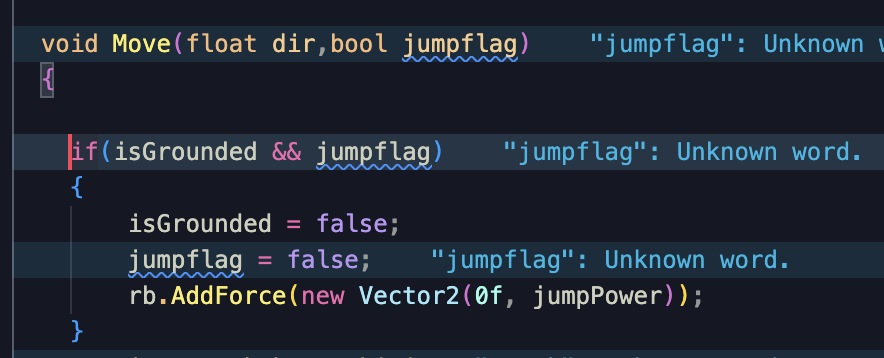 void Move(float dir,bool jumpflag) "jumpflag": Unknown
{
if(isGrounded && jumpflag) "jumpflag": Unknown word.
{
isGrounded = false;
jumpflag = false; "jumpflag": Unknown word.
rb.AddForce(new Vector2(0f, jumpPower));
}